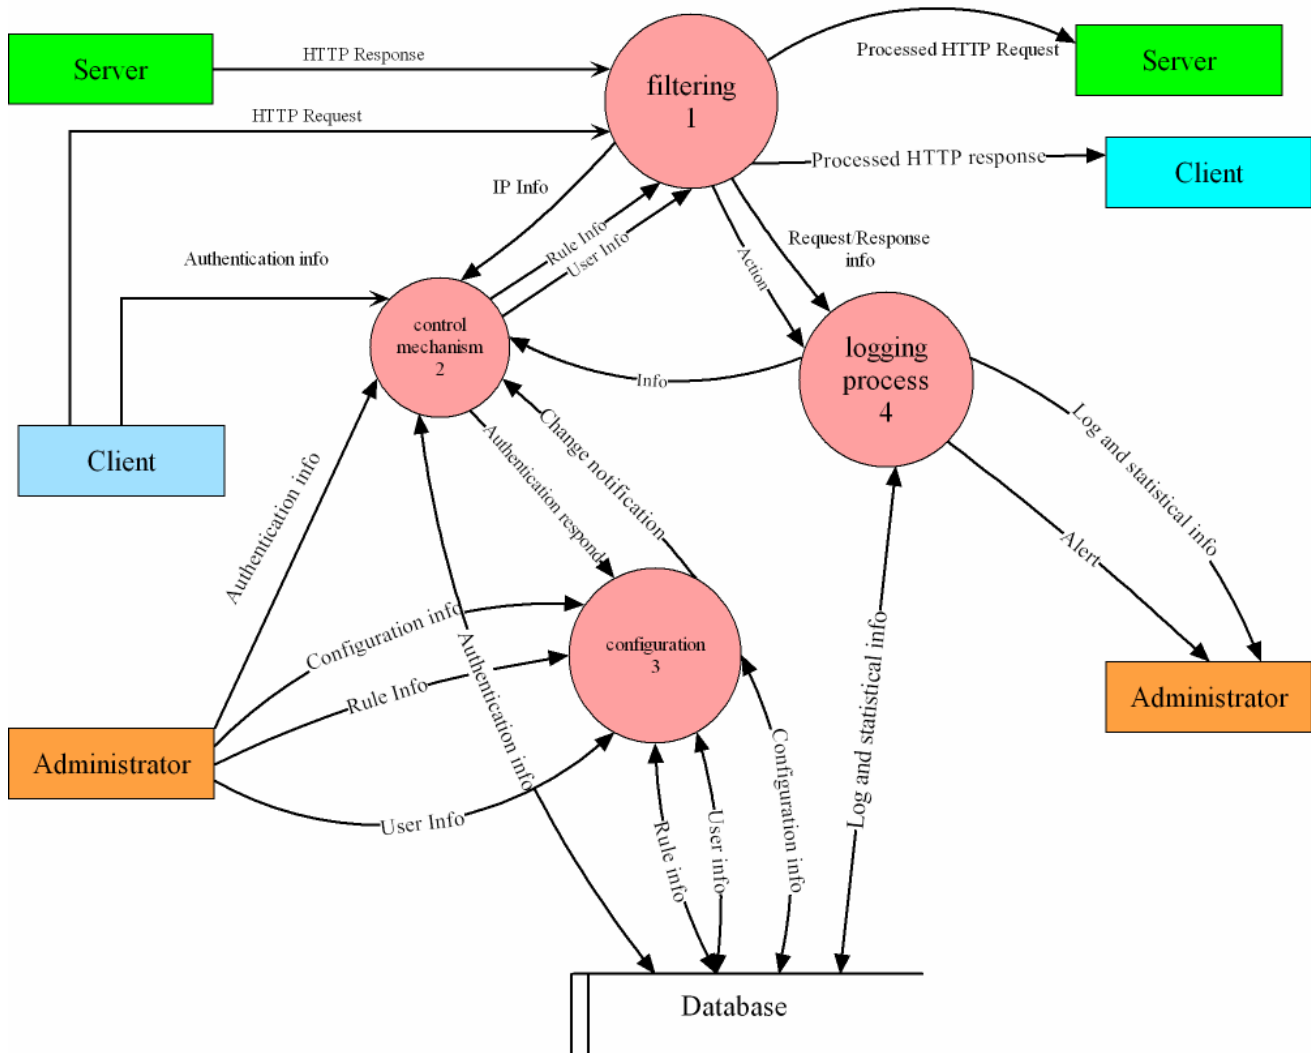 Processed HTTP Request
Server
HTTP Response
Server
filtering
1
HTTP Request
Processed HTTP response
Client
IP Info
Rule Info
User Info
Request/Response
info
Action
Authentication info
control
mechanism
2
logging
process
4
Info
Change notification
Authentication respond
Log and statistical info
Client
Authentication info
Alert
Configuration info
configuration
3
Rule Info
Authentication info
Log and statistical info
Administrator
Administrator
Configuration info
User Info
Rule info
User info
Database